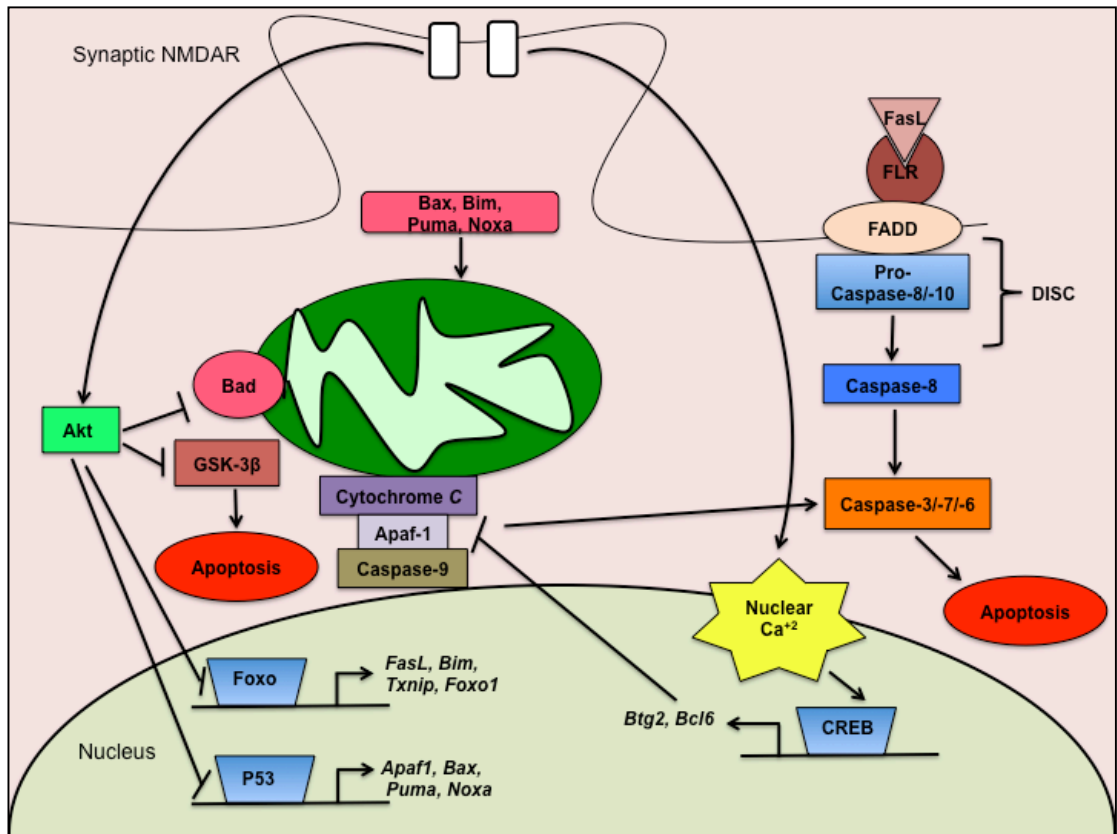 Synaptic NMDAR
FasL
FLR
FADD
Pro-
Caspase-8/-10
DISC
Bax, Bim,
Puma, Noxa
Bad
Caspase-8
Akt
GSK-3β
Cytochrome C
Apaf-1
Caspase-9
Caspase-3/-7/-6
Apoptosis
Apoptosis
Nuclear
Ca+2
Foxo
FasL, Bim,
Txnip, Foxo1
Btg2, Bcl6
CREB
Nucleus
P53
Apaf1, Bax,
Puma, Noxa